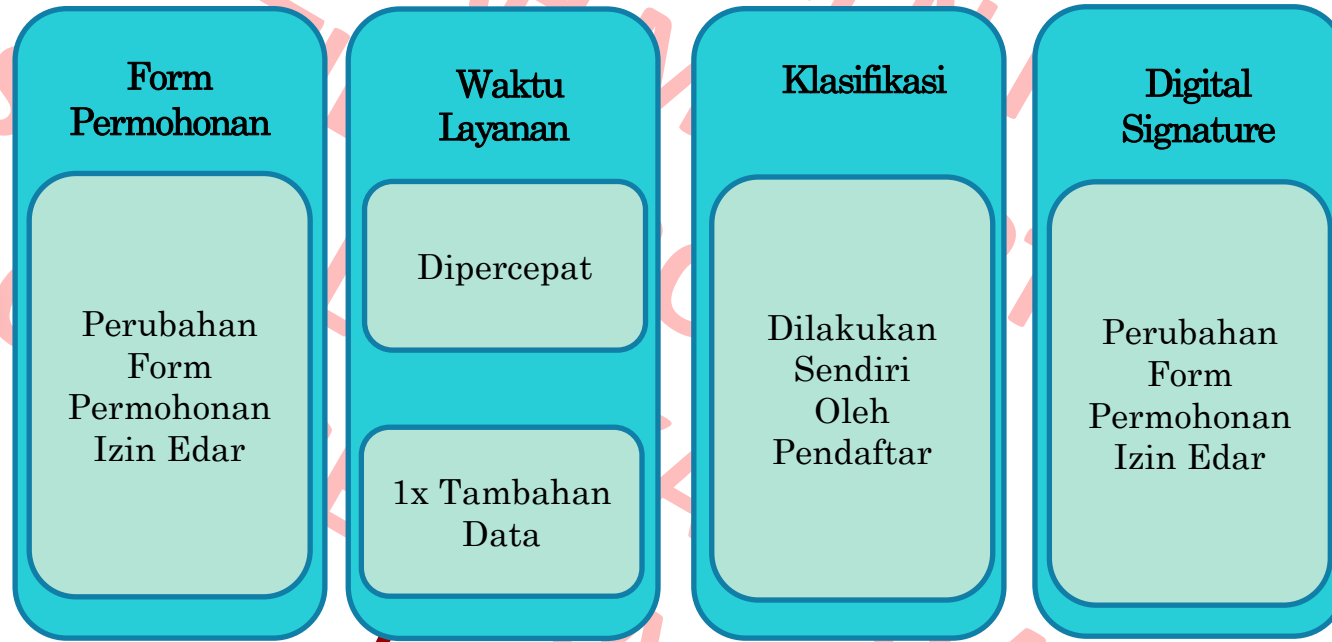 Form
Permohonan
Perubahan
Form
Permohonan
Izin Edar
Waktu
Layanan
Dipercepat
1x Tambahan
Data
Klasifikasi
Dilakukan
Sendiri
Oleh
Pendaftar
Digital
Signature
Perubahan
Form
Permohonan
Izin Edar